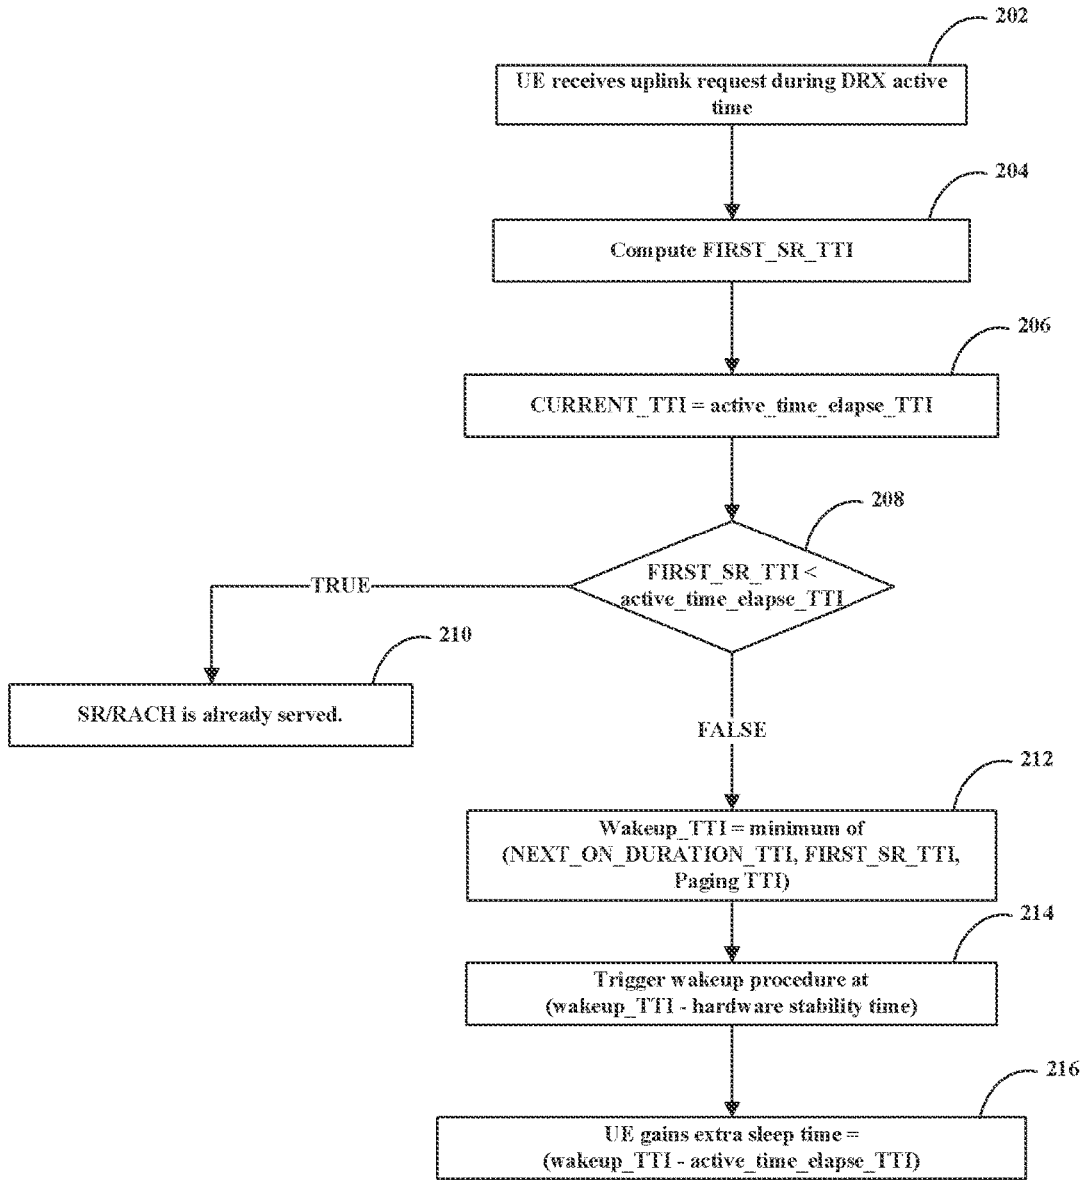 202
UE receives uplink request during DRX active
time
204
Compute FIRST_SR_TTI
206
CURRENT_TTI = active_time_elapse_TTI
208
FIRST_SR_TTI <
active_time_elapse_TTI
TRUE
210
SR/RACH is already served.
FALSE
212
Wakeup_TTI = minimum of
(NEXT_ON_DURATION_TTI, FIRST_SR_TTI,
Paging TTI)
214
Trigger wakeup procedure at
(wakeup_TTI - hardware stability time)
216
UE gains extra sleep time =
(wakeup_TTI - active_time_elapse_TTI)